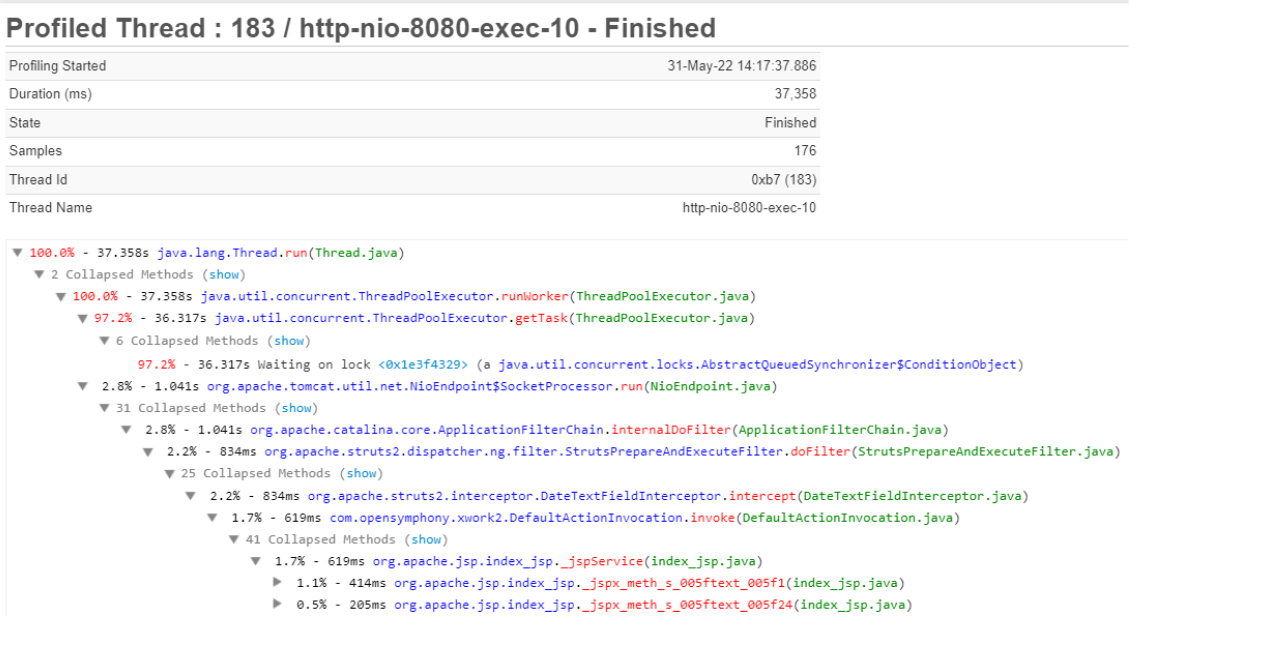 Profiled Thread : 183 / http-nio-8080-exec-10 - Finished
Profiling Started 31-May-22 14:17:37.886
Duration (ms) 37,358
State Finished
Samples 176
Thread Id 0xb7 (183)
Thread Name http-nio-8080-exec-10
100.0% - 37.358s java.lang.Thread.run(Thread.java)
2 Collapsed Methods (show)
100.0% - 37.358s java.util.concurrent.ThreadPoolExecutor.runWorker(ThreadPoolExecutor.java)
97.2% - 36.317s java.util.concurrent.ThreadPoolExecutor.getTask(ThreadPoolExecutor.java)
6 Collapsed Methods (show)
97.2% - 36.317s Waiting on lock <0x1e3f4329> (a java.util.concurrent.locks.AbstractQueuedSynchronizer$ConditionObject)
2.8% - 1.041s org.apache.tomcat.util.net.NioEndpoint$SocketProcessor.run(NioEndpoint.java)
31 Collapsed Methods (show)
2.8% - 1.041s org.apache.catalina.core.ApplicationFilterChain.internalDoFilter(ApplicationFilterChain.java)
2.2% - 834ms org.apache.struts2.dispatcher.ng.filter.StrutsPrepareAndExecuteFilter.doFilter(StrutsPrepareAndExecuteFilter.java)
25 Collapsed Methods (show)
2.2% - 834ms org.apache.struts2.interceptor.DateTextFieldInterceptor.intercept(DateTextFieldInterceptor.java)
1.7% - 619ms com.opensymphony.xwork2.DefaultActionInvocation.invoke(DefaultActionInvocation.java)
41 Collapsed Methods (show)
1.7% - 619ms org.apache.jsp.index_jsp._jspService(index_jsp.java)
1.1% - 414ms org.apache.jsp.index_jsp._jspx_meth_s_005ftext_005f1(index_jsp.java)
0.5% - 205ms org.apache.jsp.index_jsp._jspx_meth_s_005ftext_005f24(index_jsp.java)